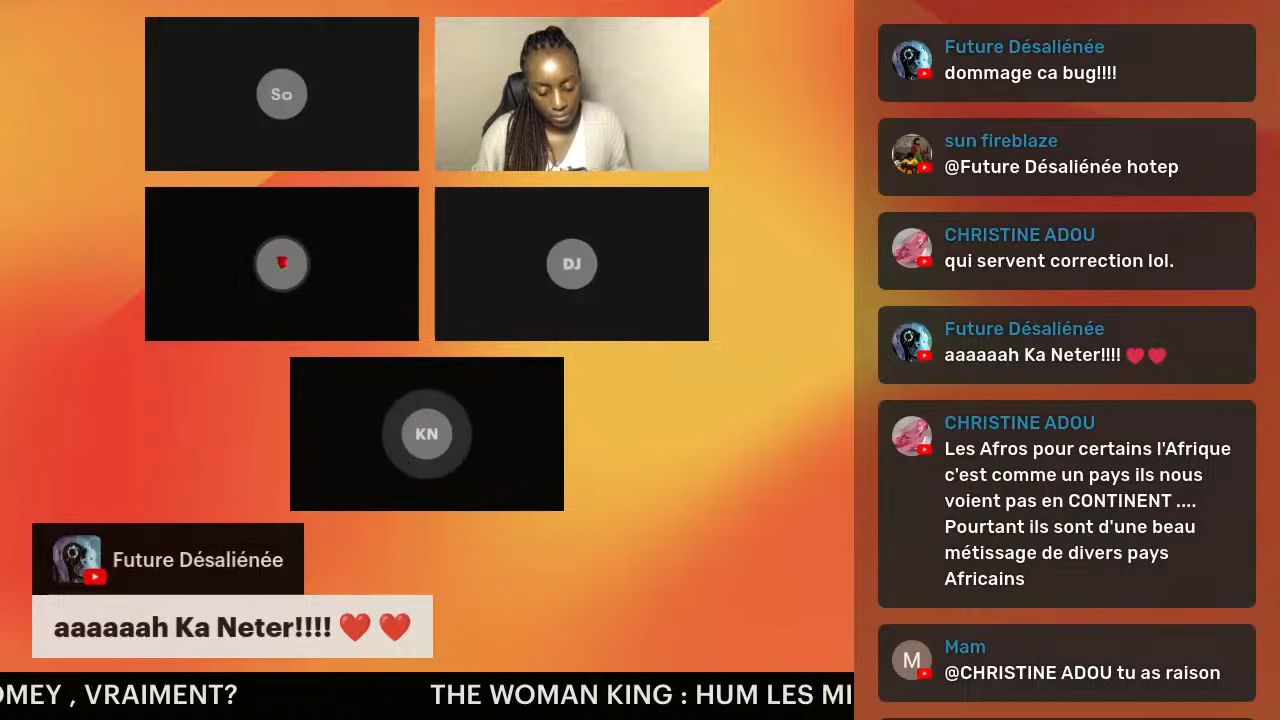 So
DJ
KN
Future Désaliénée
aaaaaah Ka Neter!!!! ❤️ ❤️
OMEY , VRAIMENT?
THE WOMAN KING : HUM LES MI
Future Désaliénée
dommage ca bug!!!!
sun fireblaze
@Future Désaliénée hotep
CHRISTINE ADOU
qui servent correction lol.
Future Désaliénée
aaaaaah Ka Neter!!!! ❤️ ❤️
CHRISTINE ADOU
Les Afros pour certains l'Afrique
c'est comme un pays ils nous
voient pas en CONTINENT ....
Pourtant ils sont d'une beau
métissage de divers pays
Africains
M
Mam
@CHRISTINE ADOU tu as raison